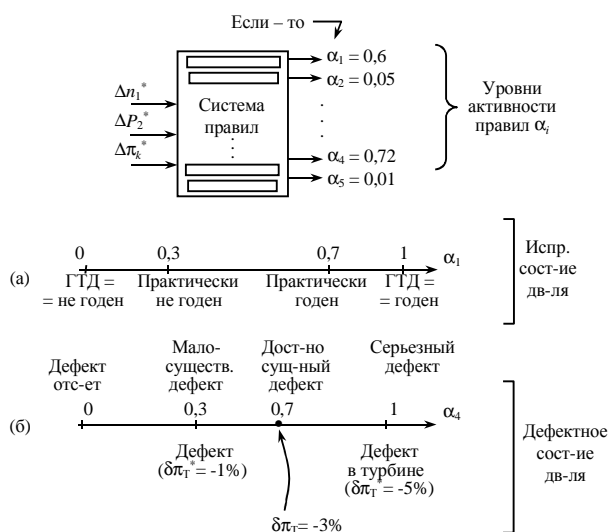 Если – то
α₁ = 0,6
α₂ = 0,05
Δn₁*
ΔP₂*
Δπₖ*
Система
правил
α₄ = 0,72
α₅ = 0,01
Уровни
активности
правил αᵢ
(а)
0 0,3 0,7 1 α₁
ГТД = Практически Практически ГТД =
= не годен не годен годен = годен
Испр.
сост-ие
дв-ля
Мало- Дост-но Серьезный
Дефект существ. сущ-ный дефект
отс-ет дефект дефект
(б)
0 0,3 0,7 1 α₄
Дефект Дефект
(δπ_T* = -1%) в турбине
(δπ_T* = -5%)
δπ_T = -3%
Дефектное
сост-ие
дв-ля